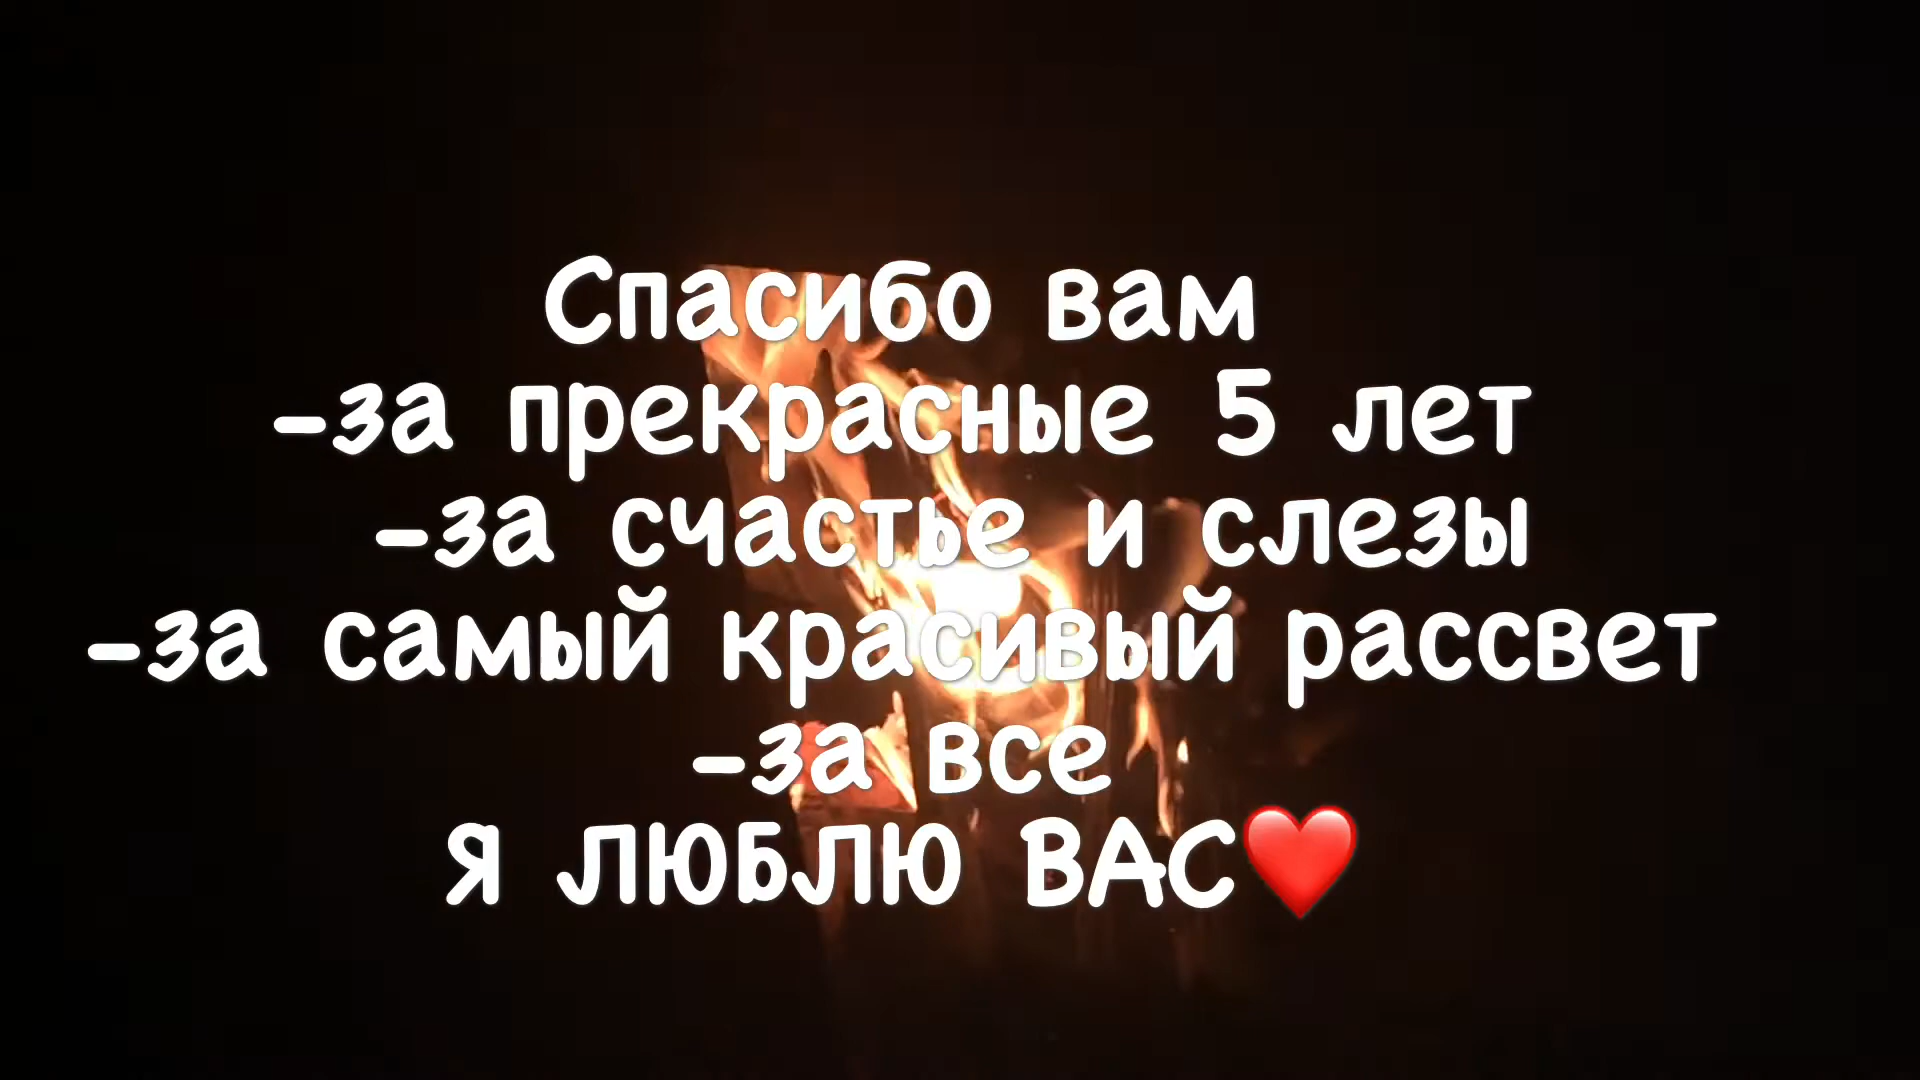 Спасибо вам
-за прекрасные 5 лет
-за счастье и слезы
-за самый красивый рассвет
-за все
Я ЛЮБЛЮ ВАС❤️